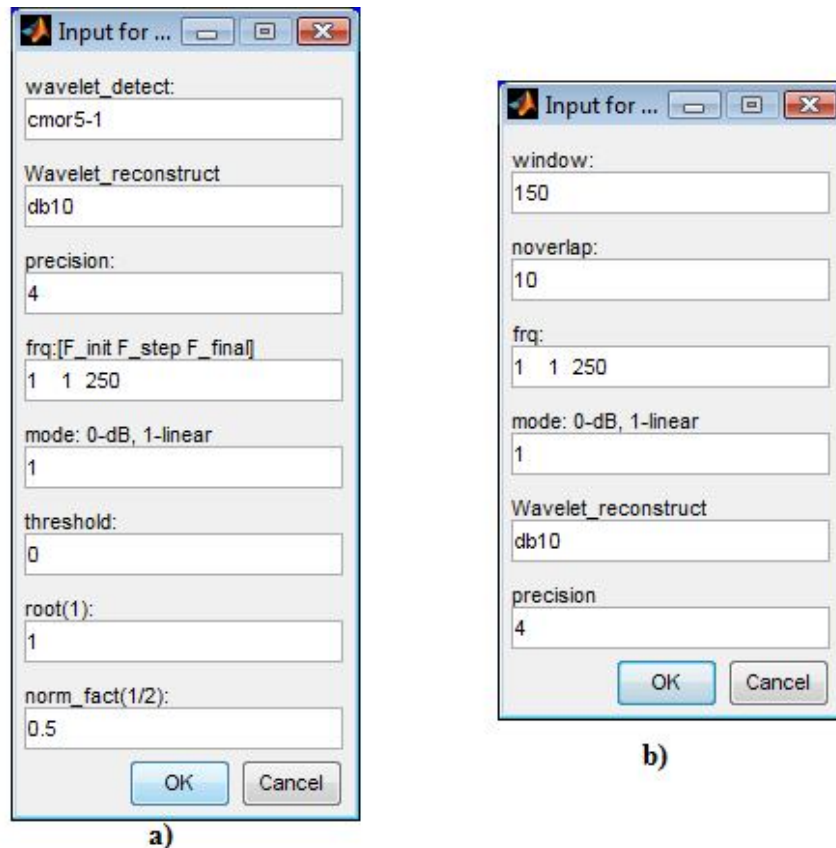 Input for ...
wavelet_detect:
cmor5-1
Wavelet_reconstruct
db10
precision:
4
frq:[F_init F_step F_final]
1 1 250
mode: 0-dB, 1-linear
1
threshold:
0
root(1):
1
norm_fact(1/2):
0.5
OK Cancel
a)
Input for ...
window:
150
noverlap:
10
frq:
1 1 250
mode: 0-dB, 1-linear
1
Wavelet_reconstruct
db10
precision
4
OK Cancel
b)